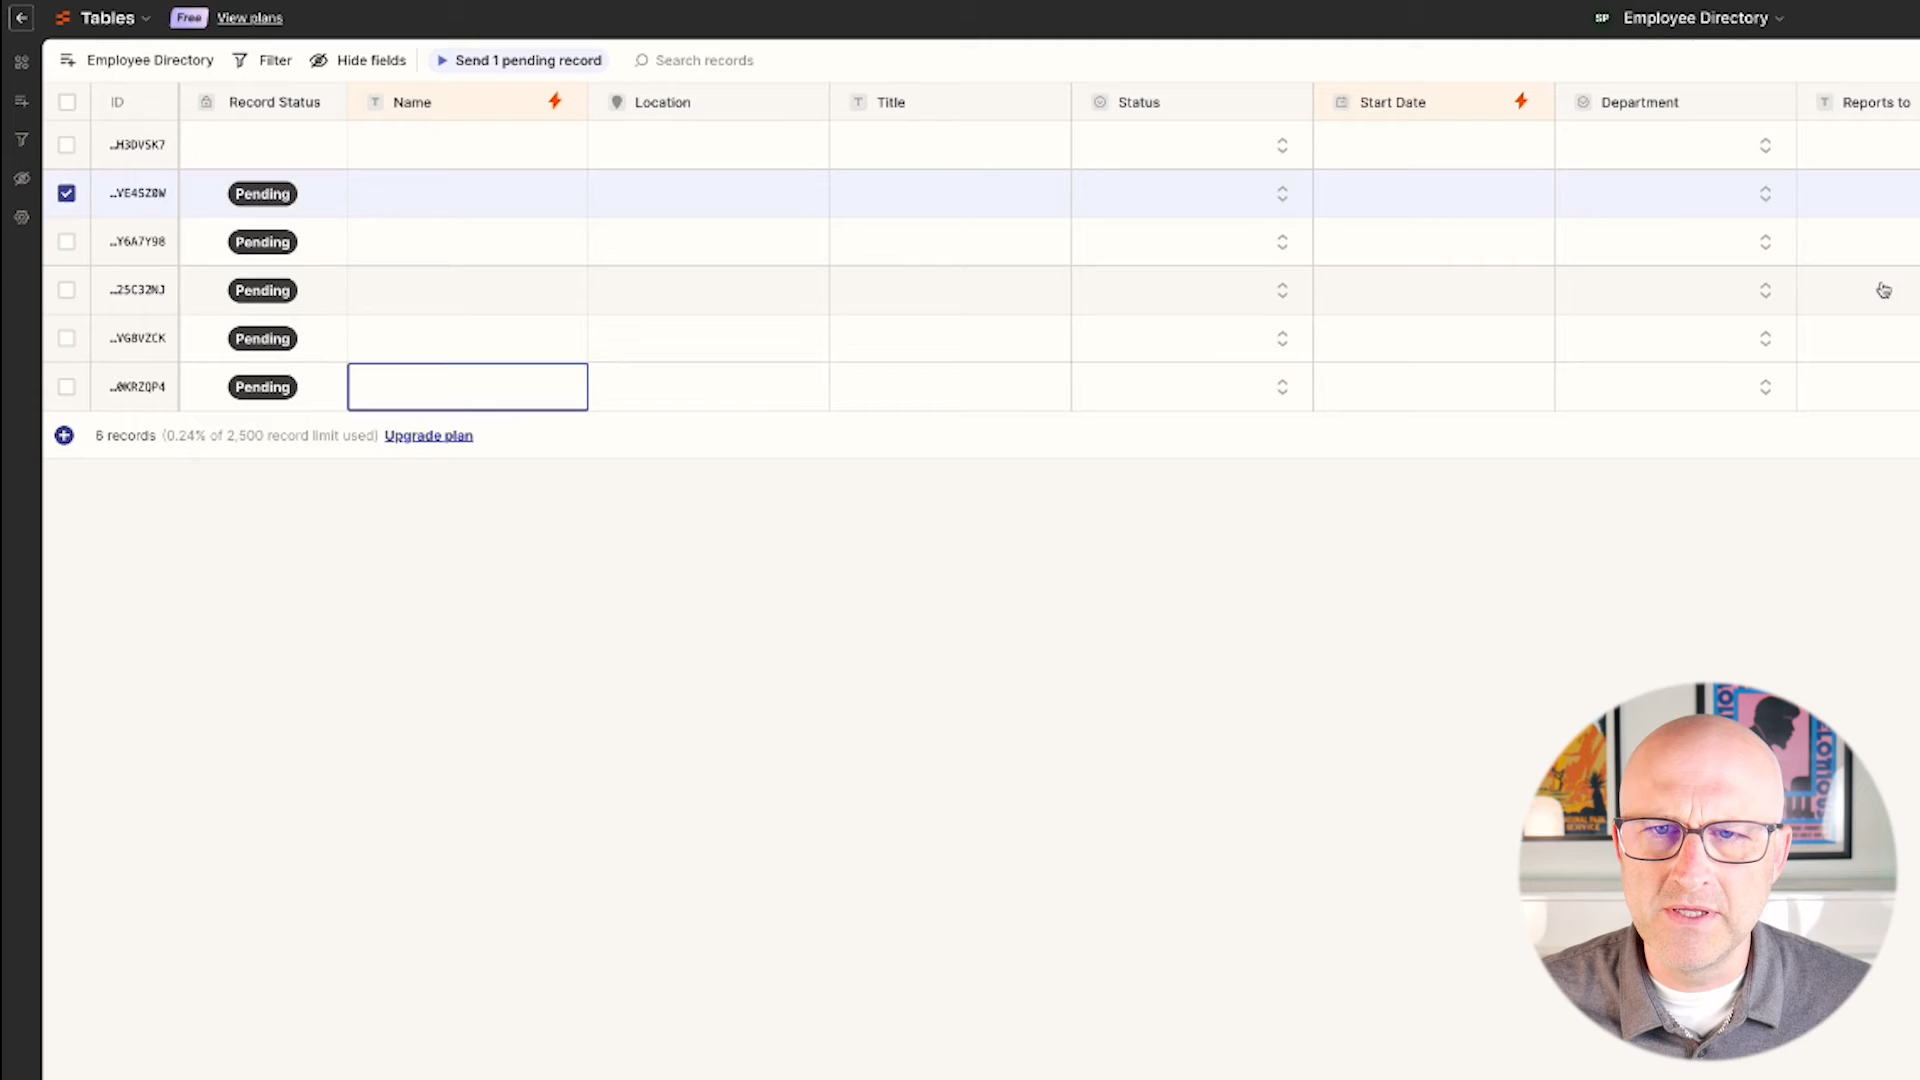 Tables Free View plans SP Employee Directory
Employee Directory Filter Hide fields Send 1 pending record Search records
ID Record Status T Name Location T Title Status Start Date Department T Reports to
…H3DVSK7
…VE4SZ0W Pending
…Y6A7Y98 Pending
…25C32NJ Pending
…VG8VZCK Pending
…0KRZQP4 Pending
6 records (0.24% of 2,500 record limit used) Upgrade plan